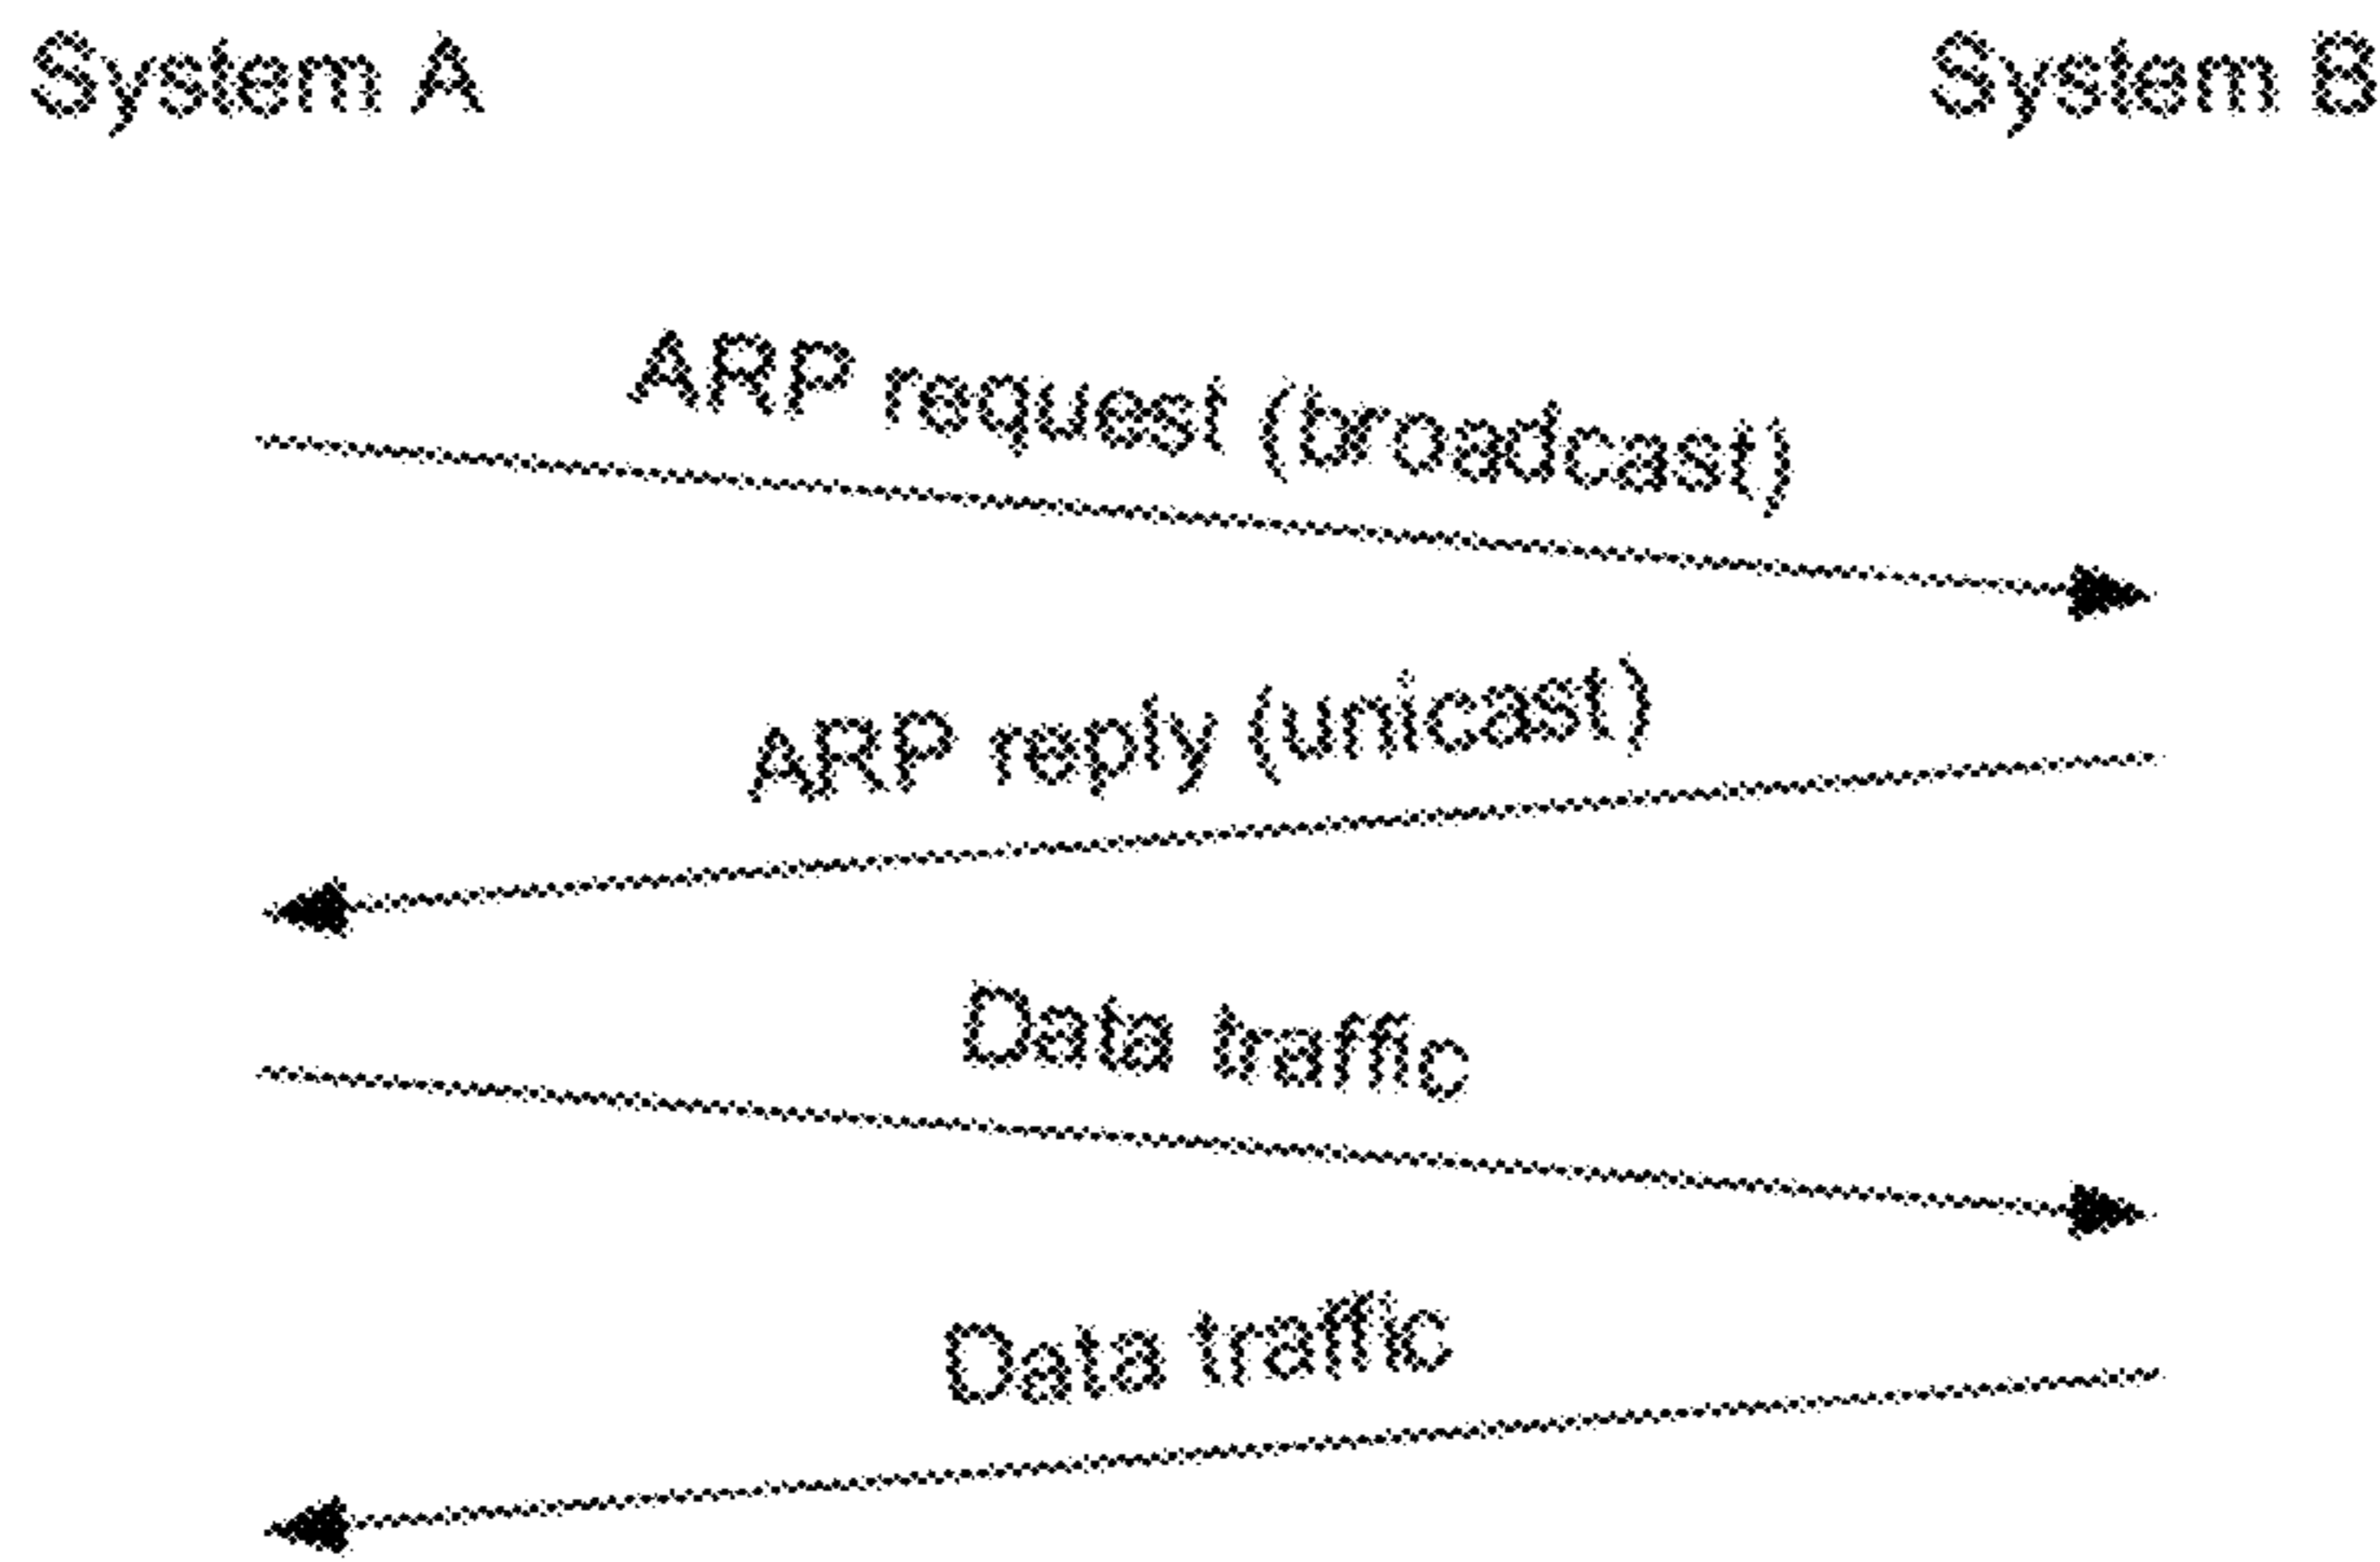 System A
System B
ARP request (broadcast)
ARP reply (unicast)
Data traffic
Data traffic